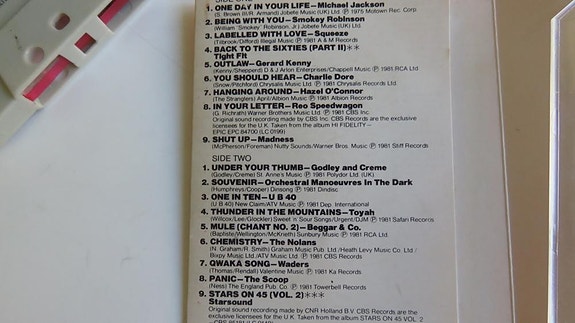 1. ONE DAY IN YOUR LIFE—Michael Jackson
(S. Brown III/R. Armand) Jobete Music (UK) Ltd. Ⓟ 1975 Motown Rec. Corp.
2. BEING WITH YOU—Smokey Robinson
(William "Smokey" Robinson, Jr.) Jobete Music (UK) Ltd.
3. LABELLED WITH LOVE—Squeeze
(Tilbrook/Difford) Illegal Music Ⓟ 1981 A & M Records
4. BACK TO THE SIXTIES (PART II)**
Tight Fit
5. OUTLAW—Gerard Kenny
(Kenny/Shepperd) D & J Arlon Enterprises/Chappell Music Ⓟ 1981 RCA Ltd
6. YOU SHOULD HEAR—Charlie Dore
(Snow/Pitchford) Chrysalis Music Ltd. Ⓟ 1981 Chrysalis Records Ltd.
7. HANGING AROUND—Hazel O'Connor
(The Stranglers) April/Albion Music Ⓟ 1981 Albion Records
8. IN YOUR LETTER—Reo Speedwagon
(G. Richrath) Warner Brothers Music Ltd. Ⓟ 1981 CBS Inc.
Original sound recording made by CBS Inc. CBS Records are the exclusive
licensees for the U.K. Taken from the album HI FIDELITY—
EPIC EPC 84700 (LC 0199)
9. SHUT UP—Madness
(McPherson/Foreman) Nutty Sounds/Warner Bros. Music Ⓟ 1981 Stiff Records
SIDE TWO
1. UNDER YOUR THUMB—Godley and Creme
(Godley/Creme) St. Anne's Music Ⓟ 1981 Polydor Ltd. (UK)
2. SOUVENIR—Orchestral Manoeuvres In The Dark
(Humphreys/Cooper) Dinsong Ⓟ 1981 Dindisc
3. ONE IN TEN—U B 40
(U B 40) New Claim/ATV Music Ⓟ 1981 Dep. International
4. THUNDER IN THE MOUNTAINS—Toyah
(Wilcox/Lee/Glockler) Sweet 'n' Sour Songs/Urgent/DJM Ⓟ 1981 Safari Records
5. MULE (CHANT NO. 2)—Beggar & Co.
(Baptiste/Wellington/McKneith) Sunbury Music Ⓟ 1981 RCA Ltd.
6. CHEMISTRY—The Nolans
(N. Graham/R. Smith) Graham Music Pub. Ltd./Heath Levy Music Co. Ltd./
Bixpy Music Ltd./ATV Music Ltd. Ⓟ 1981 CBS Records
7. QWAKA SONG—Waders
(Thomas/Rendall) Valentine Music Ⓟ 1981 Ka Records
8. PANIC—The Scoop
(Ness) The England Pub. Co. Ⓟ 1981 Towerbell Records
9. STARS ON 45 (VOL. 2)***
Starsound
Original sound recording made by CNR Holland B.V. CBS Records are the
exclusive licensees for the U.K. Taken from the album STARS ON 45 VOL. 2